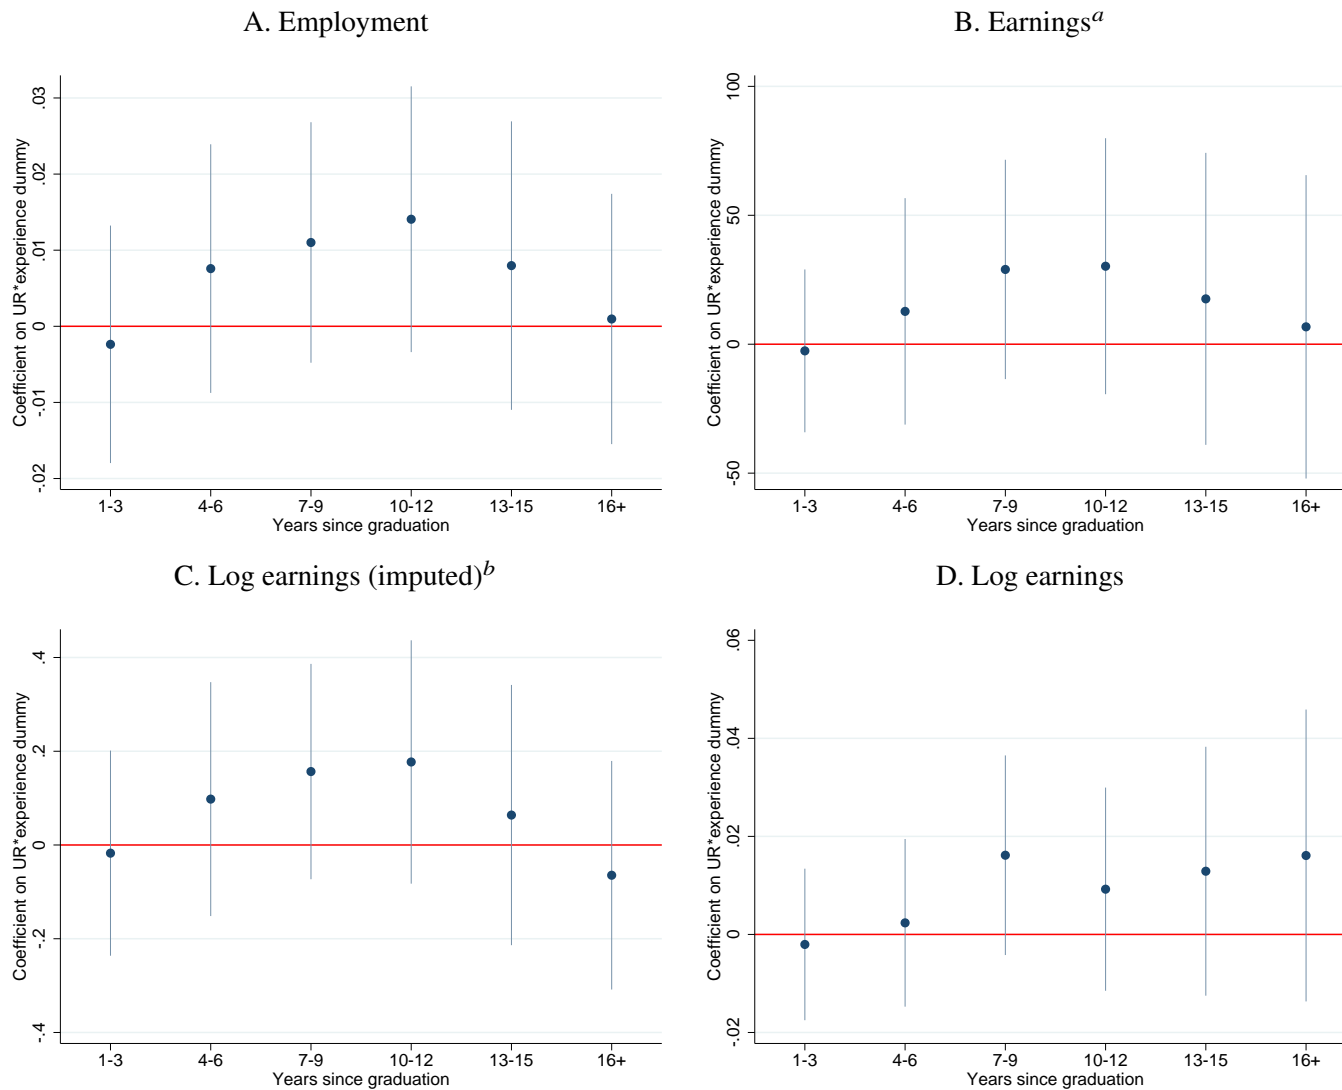 A. Employment
Coefficient on UR*experience dummy
.03
.02
.01
0
-.01
-.02
1-3 4-6 7-9 10-12 13-15 16+
Years since graduation
B. Earnings^a
Coefficient on UR*experience dummy
100
50
0
-50
1-3 4-6 7-9 10-12 13-15 16+
Years since graduation
C. Log earnings (imputed)^b
Coefficient on UR*experience dummy
.4
.2
0
-.2
-.4
1-3 4-6 7-9 10-12 13-15 16+
Years since graduation
D. Log earnings
Coefficient on UR*experience dummy
.06
.04
.02
0
-.02
1-3 4-6 7-9 10-12 13-15 16+
Years since graduation